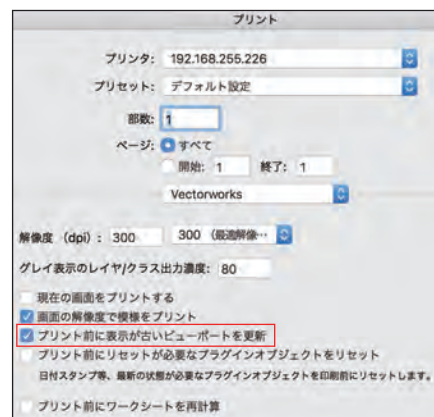 プリント
プリンタ: 192.168.255.226
プリセット: デフォルト設定
部数: 1
ページ: すべて
開始: 1 終了: 1
Vectorworks
解像度 (dpi): 300 300 (最適解像…
グレイ表示のレイヤ/クラス出力濃度: 80
現在の画面をプリントする
画面の解像度で模様をプリント
プリント前に表示が古いビューポートを更新
プリント前にリセットが必要なプラグインオブジェクトをリセット
日付スタンプ等、最新の状態が必要なプラグインオブジェクトを印刷前にリセットします。
プリント前にワークシートを再計算